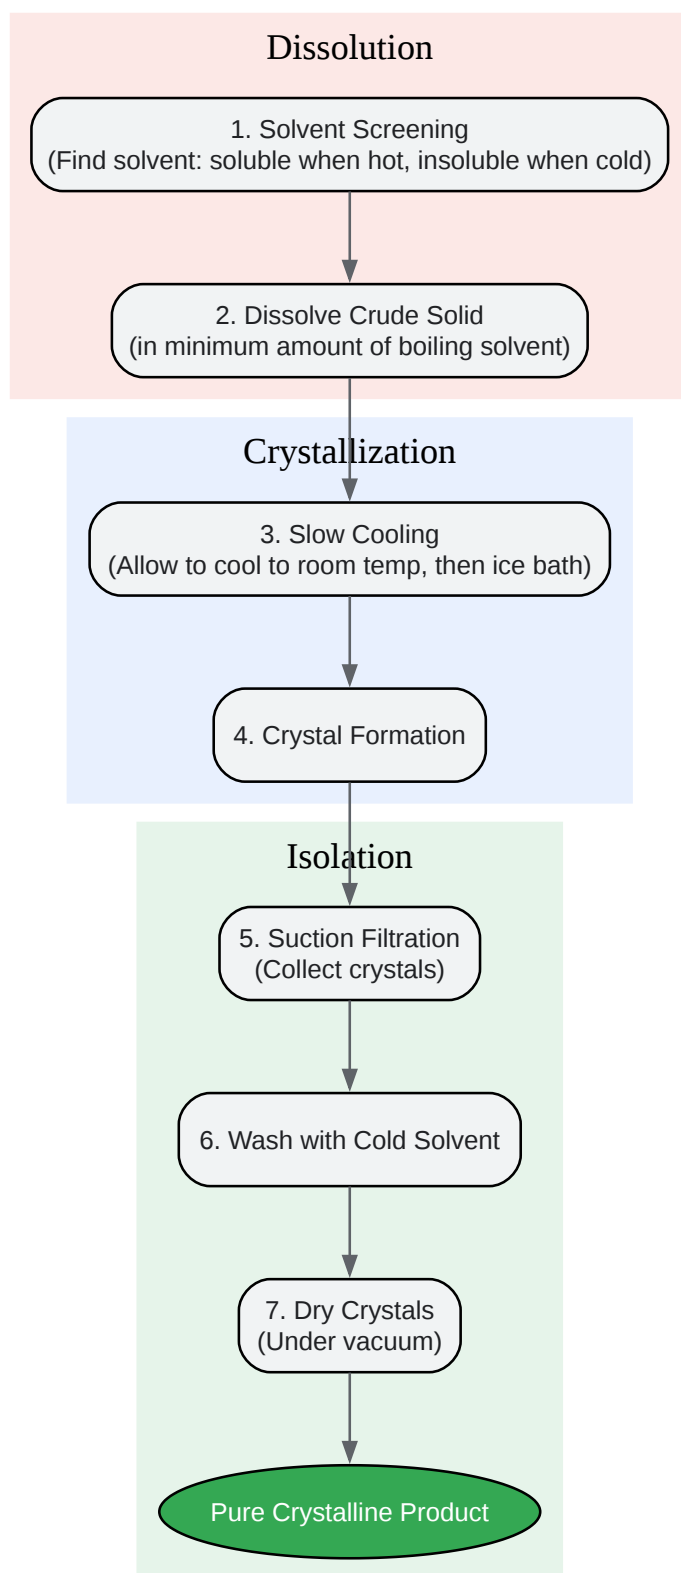 Dissolution
1. Solvent Screening
(Find solvent: soluble when hot, insoluble when cold)
2. Dissolve Crude Solid
(in minimum amount of boiling solvent)
Crystallization
3. Slow Cooling
(Allow to cool to room temp, then ice bath)
4. Crystal Formation
Isolation
5. Suction Filtration
(Collect crystals)
6. Wash with Cold Solvent
7. Dry Crystals
(Under vacuum)
Pure Crystalline Product